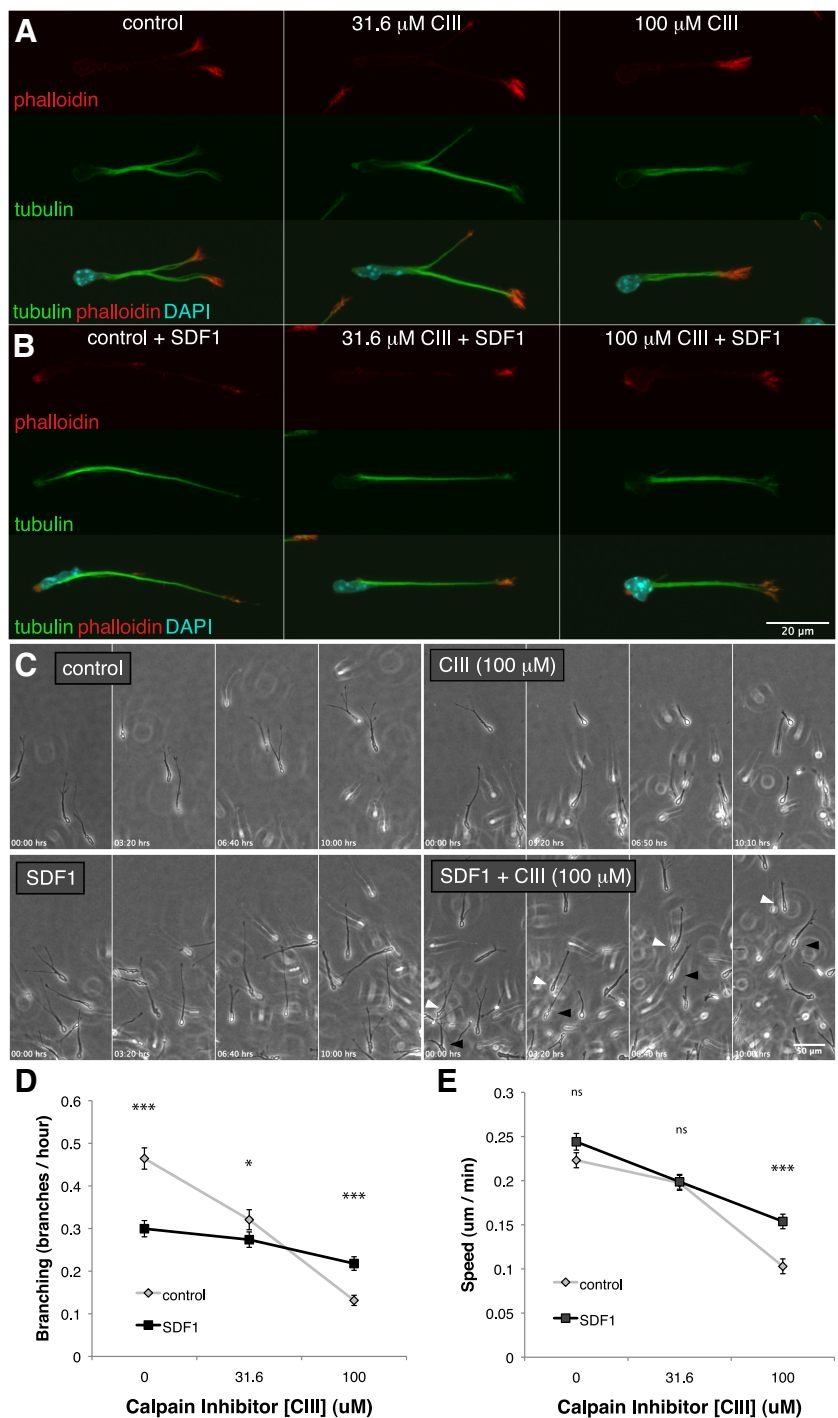 A
control
31.6 μM CIII
100 μM CIII
phalloidin
tubulin
tubulin phalloidin DAPI
B
control + SDF1
31.6 μM CIII + SDF1
100 μM CIII + SDF1
phalloidin
tubulin
tubulin phalloidin DAPI
20 μm
C
control
CIII (100 μM)
00:00 hrs
03:20 hrs
06:40 hrs
10:00 hrs
00:00 hrs
03:20 hrs
06:50 hrs
10:10 hrs
SDF1
SDF1 + CIII (100 μM)
00:00 hrs
03:20 hrs
06:40 hrs
10:00 hrs
00:00 hrs
03:20 hrs
06:40 hrs
10:00 hrs
50 μm
D
Branching (branches / hour)
0.6
0.5
0.4
0.3
0.2
0.1
0
***
*
***
control
SDF1
0
31.6
100
Calpain Inhibitor [CIII] (uM)
E
Speed (um / min)
0.3
0.25
0.2
0.15
0.1
0.05
0
ns
ns
***
control
SDF1
0
31.6
100
Calpain Inhibitor [CIII] (uM)